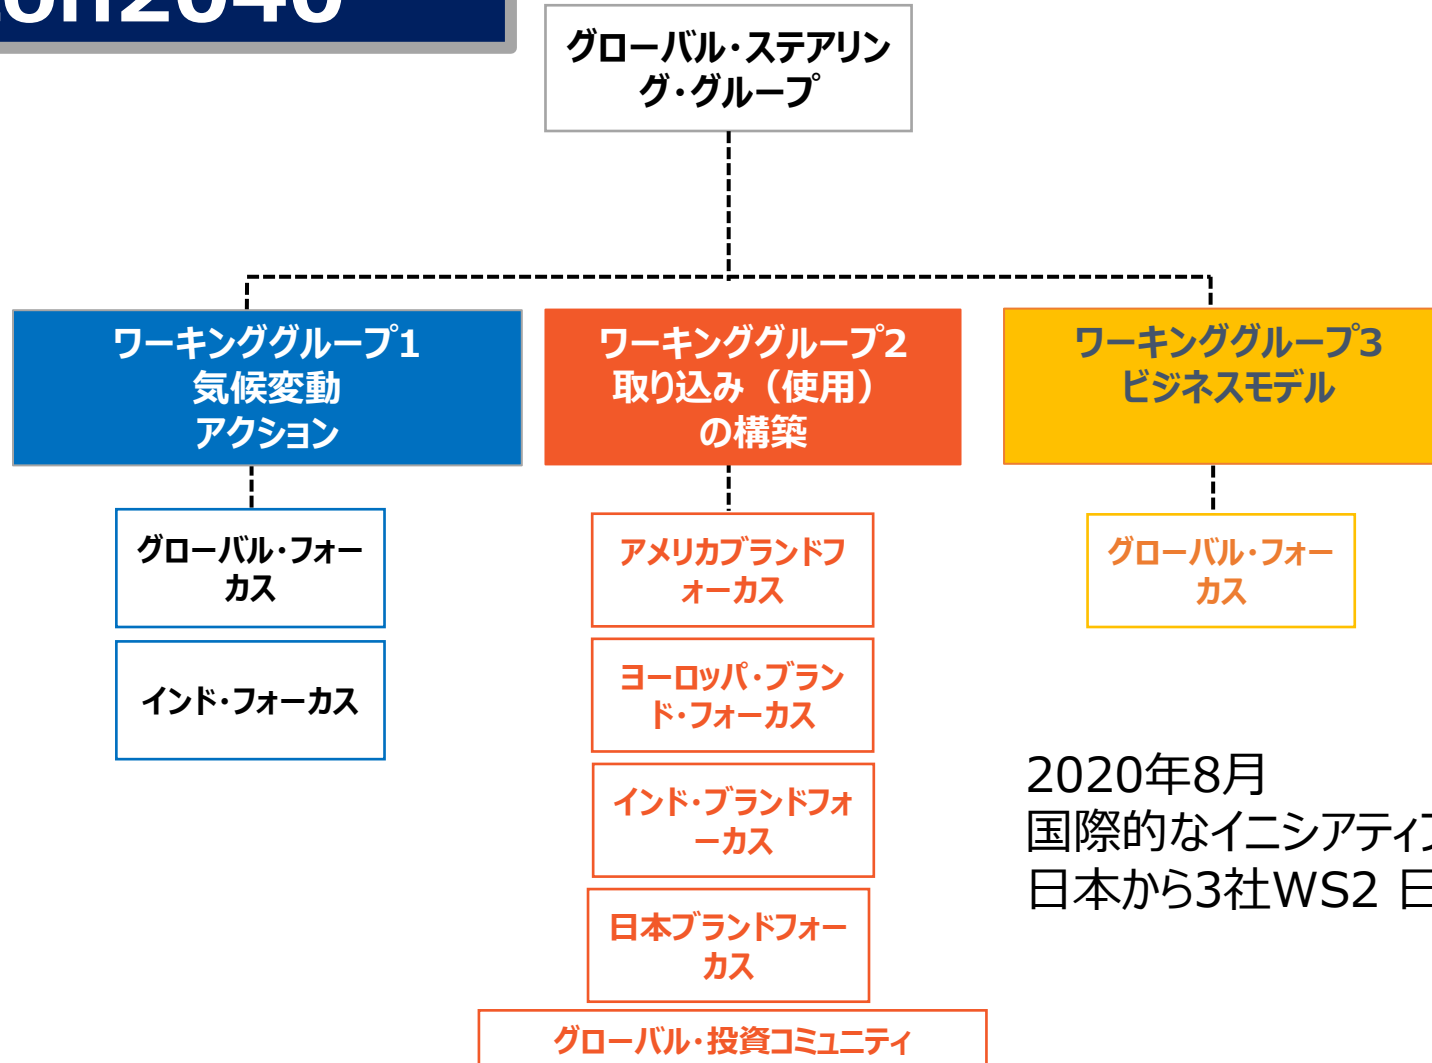 グローバル・ステアリン
グ・グループ
ワーキンググループ1
気候変動
アクション
ワーキンググループ2
取り込み（使用）
の構築
ワーキンググループ3
ビジネスモデル
グローバル・フォー
カス
インド・フォーカス
アメリカブランドフ
ォーカス
ヨーロッパ・ブラン
ド・フォーカス
インド・ブランドフォ
ーカス
日本ブランドフォー
カス
グローバル・投資コミュニティ
グローバル・フォー
カス
2020年8月
国際的なイニシアティ
日本から3社WS2 日